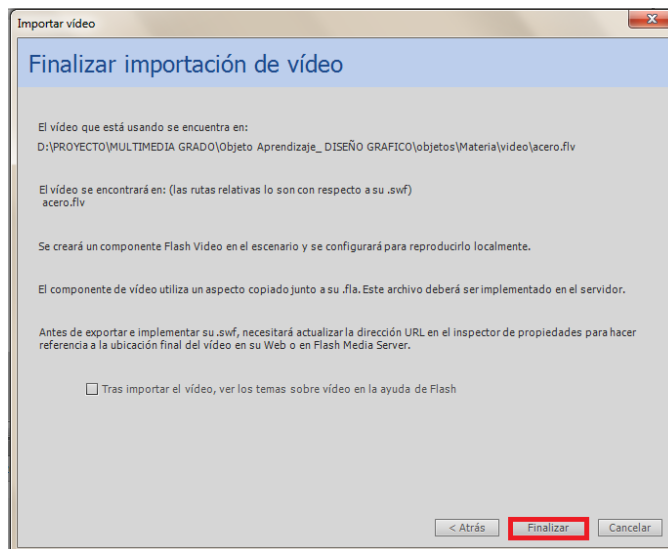 Importar vídeo
Finalizar importación de vídeo
El vídeo que está usando se encuentra en:
D:\PROYECTO\MULTIMEDIA GRADO\Objeto Aprendizaje_ DISEÑO GRAFICO\objetos\Materia\video\acero.flv
El vídeo se encontrará en: (las rutas relativas lo son con respecto a su .swf)
acero.flv
Se creará un componente Flash Video en el escenario y se configurará para reproducirlo localmente.
El componente de vídeo utiliza un aspecto copiado junto a su .fla. Este archivo deberá ser implementado en el servidor.
Antes de exportar e implementar su .swf, necesitará actualizar la dirección URL en el inspector de propiedades para hacer
referencia a la ubicación final del vídeo en su Web o en Flash Media Server.
Tras importar el vídeo, ver los temas sobre vídeo en la ayuda de Flash
< Atrás Finalizar Cancelar